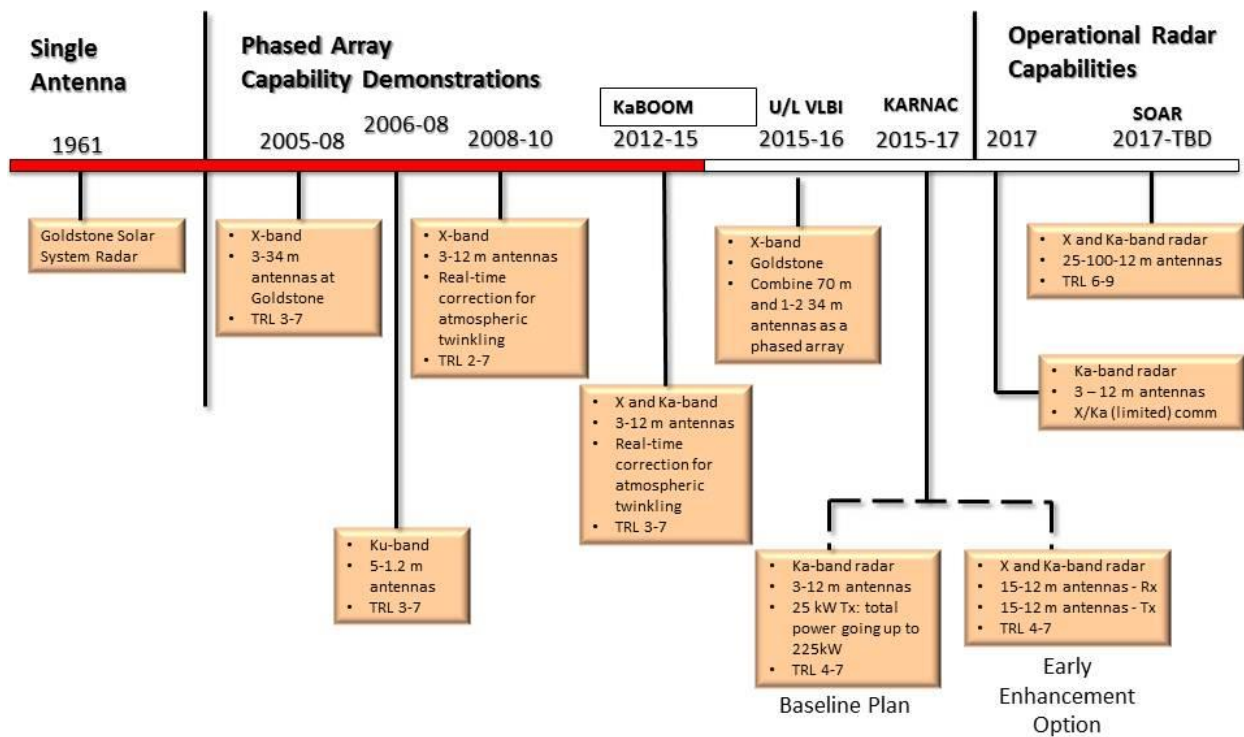 Single
Antenna
Phased Array
Capability Demonstrations
Operational Radar
Capabilities
1961
2005-08
2006-08
2008-10
KaBOOM
2012-15
U/L VLBI
2015-16
KARNAC
2015-17
2017
SOAR
2017-TBD
Goldstone Solar
System Radar
• X-band
• 3-34 m
antennas at
Goldstone
• TRL 3-7
• X-band
• 3-12 m antennas
• Real-time
correction for
atmospheric
twinkling
• TRL 2-7
• X-band
• Goldstone
• Combine 70 m
and 1-2 34 m
antennas as a
phased array
• X and Ka-band radar
• 25-100-12 m antennas
• TRL 6-9
• Ka-band radar
• 3 – 12 m antennas
• X/Ka (limited) comm
• X and Ka-band
• 3-12 m antennas
• Real-time
correction for
atmospheric
twinkling
• TRL 3-7
• Ku-band
• 5-1.2 m
antennas
• TRL 3-7
• Ka-band radar
• 3-12 m antennas
• 25 kW Tx: total
power going up to
225kW
• TRL 4-7
Baseline Plan
• X and Ka-band radar
• 15-12 m antennas - Rx
• 15-12 m antennas - Tx
• TRL 4-7
Early
Enhancement
Option